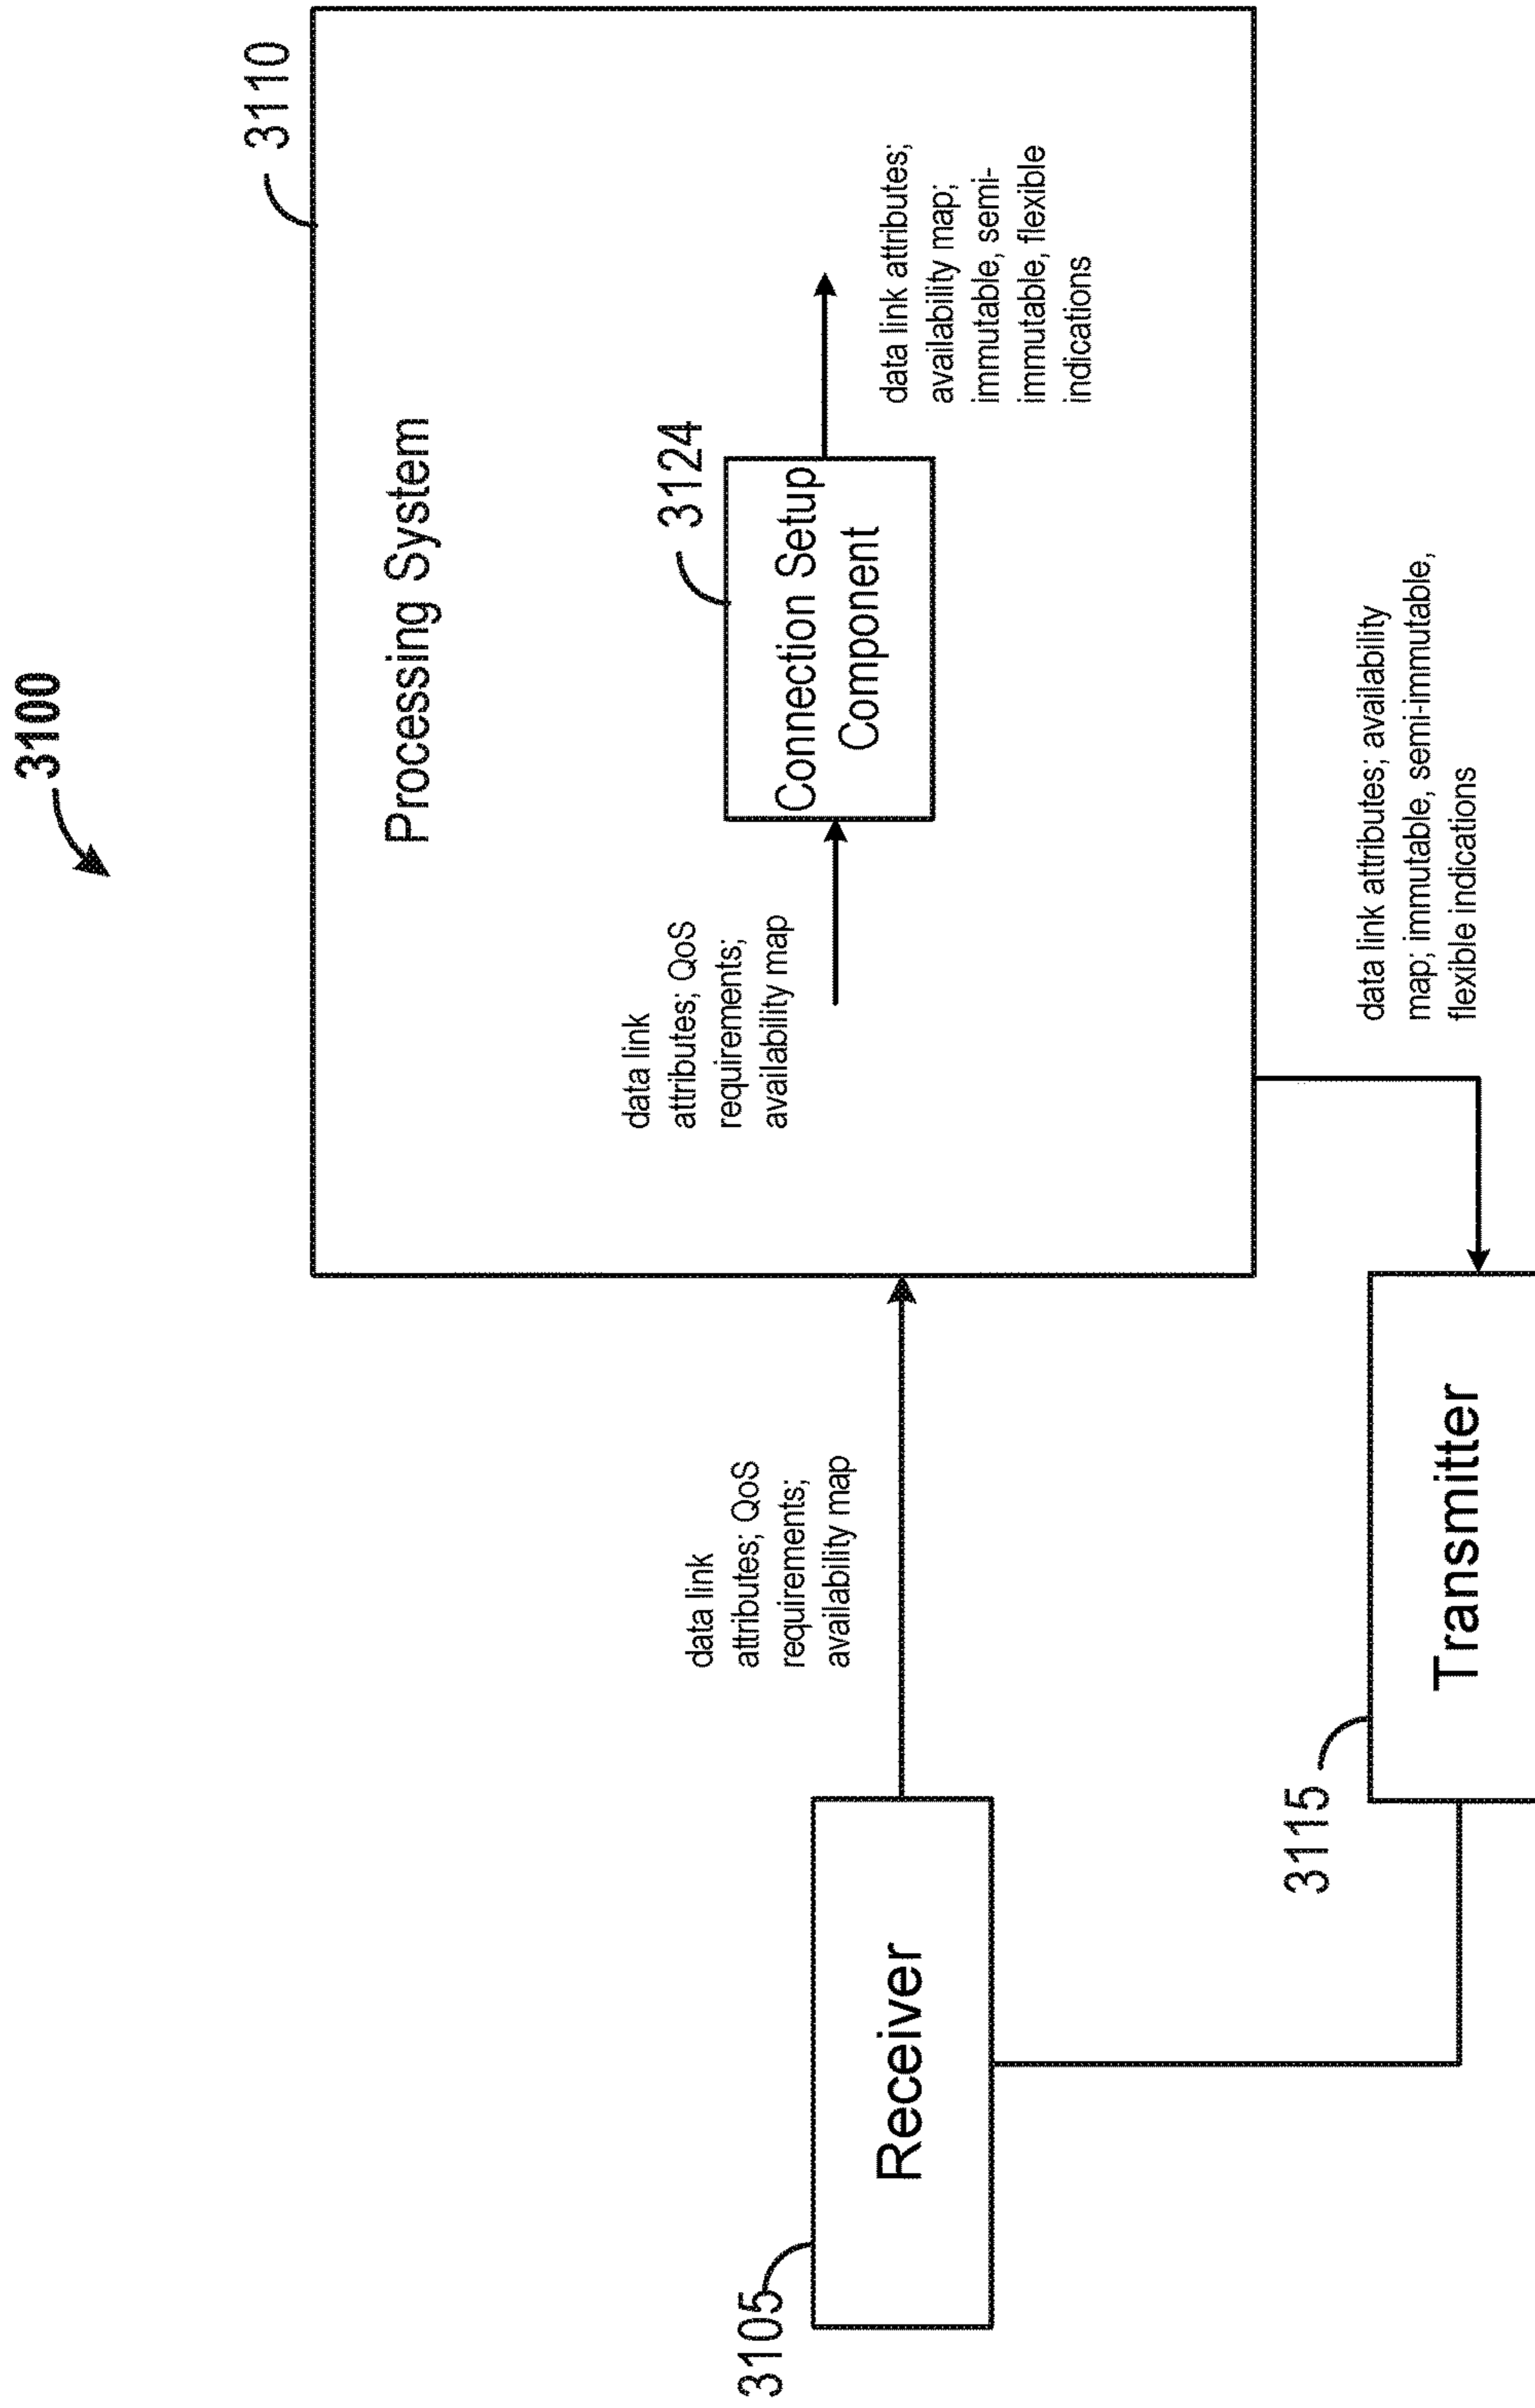 3100
3110
Processing System
3124
Connection Setup
Component
data link
attributes; QoS
requirements;
availability map
data link attributes;
availability map;
immutable, semi-
immutable, flexible
indications
data link
attributes; QoS
requirements;
availability map
3105
Receiver
data link attributes; availability
map; immutable, semi-immutable,
flexible indications
3115
Transmitter